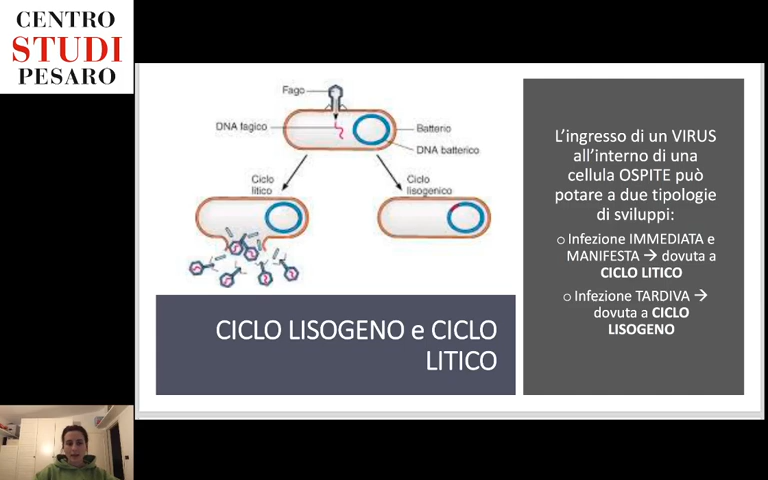 CENTRO
STUDI
PESARO
Fago
DNA fagico
Batterio
DNA batterico
Ciclo
litico
Ciclo
lisogenico
CICLO LISOGENO e CICLO
LITICO
L'ingresso di un VIRUS
all'interno di una
cellula OSPITE può
potare a due tipologie
di sviluppi:
o Infezione IMMEDIATA e
MANIFESTA → dovuta a
CICLO LITICO
o Infezione TARDIVA →
dovuta a CICLO
LISOGENO